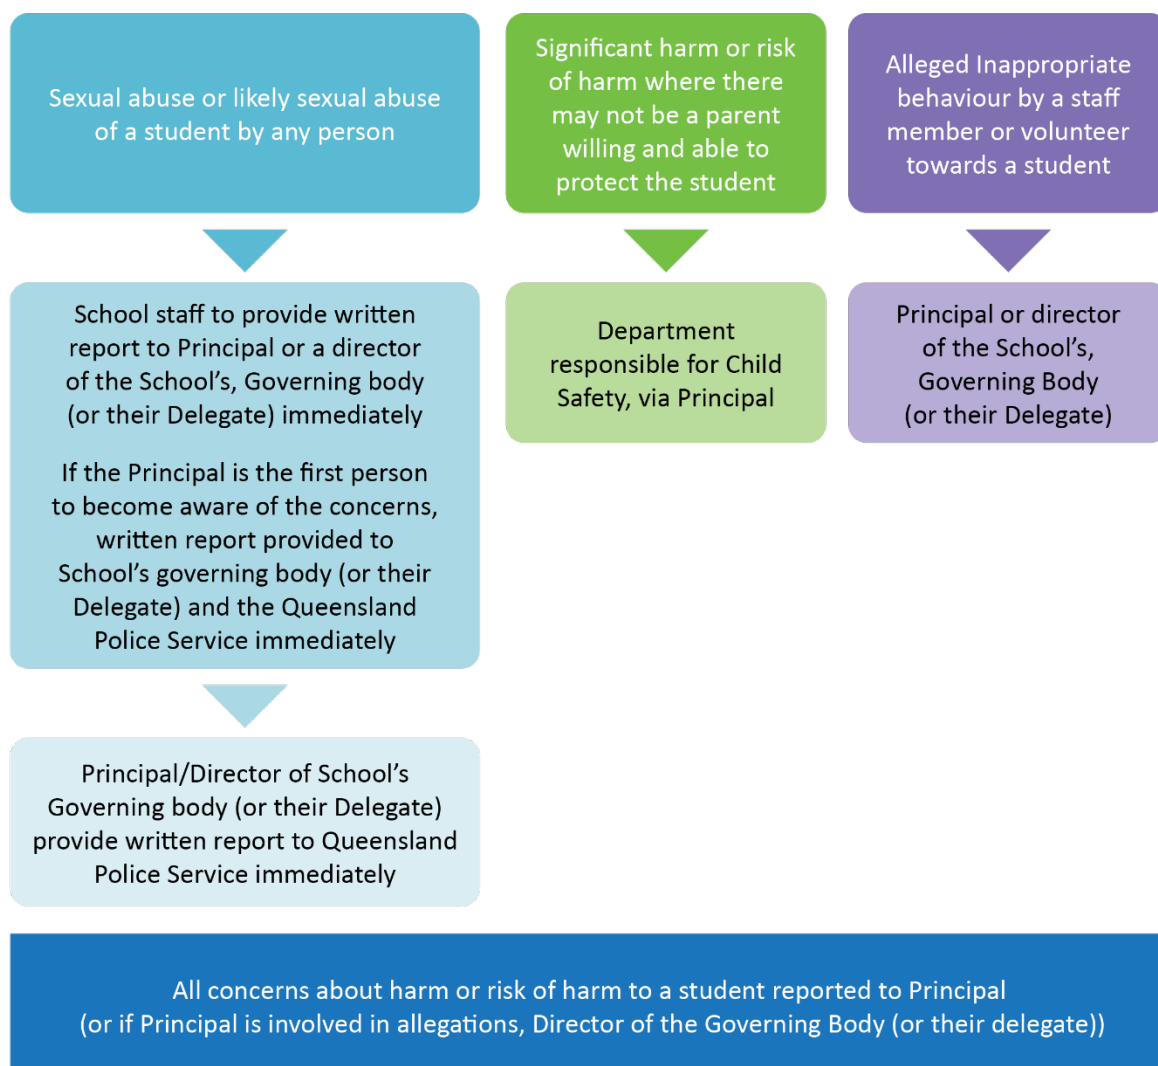 Sexual abuse or likely sexual abuse
of a student by any person
School staff to provide written
report to Principal or a director
of the School's, Governing body
(or their Delegate) immediately
If the Principal is the first person
to become aware of the concerns,
written report provided to
School's governing body (or their
Delegate) and the Queensland
Police Service immediately
Principal/Director of School's
Governing body (or their Delegate)
provide written report to Queensland
Police Service immediately
Significant harm or risk
of harm where there
may not be a parent
willing and able to
protect the student
Department
responsible for Child
Safety, via Principal
Alleged Inappropriate
behaviour by a staff
member or volunteer
towards a student
Principal or director
of the School's,
Governing Body
(or their Delegate)
All concerns about harm or risk of harm to a student reported to Principal
(or if Principal is involved in allegations, Director of the Governing Body (or their delegate))